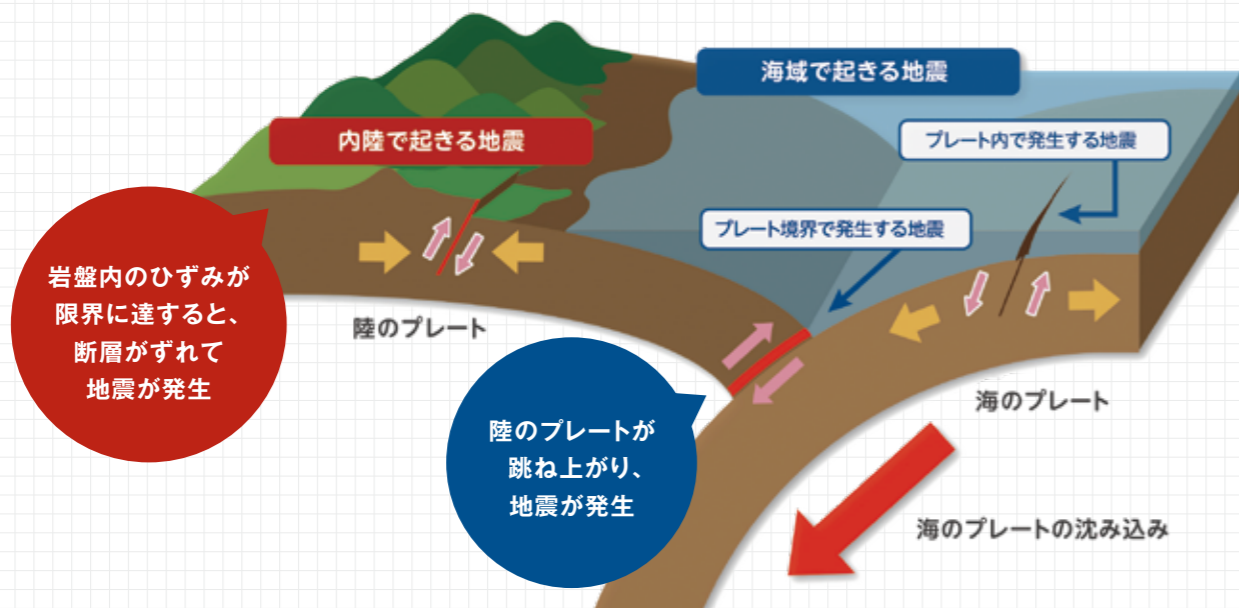 海域で起きる地震
内陸で起きる地震
プレート内で発生する地震
プレート境界で発生する地震
岩盤内のひずみが
限界に達すると、
断層がずれて
地震が発生
陸のプレート
陸のプレートが
跳ね上がり、
地震が発生
海のプレート
海のプレートの沈み込み